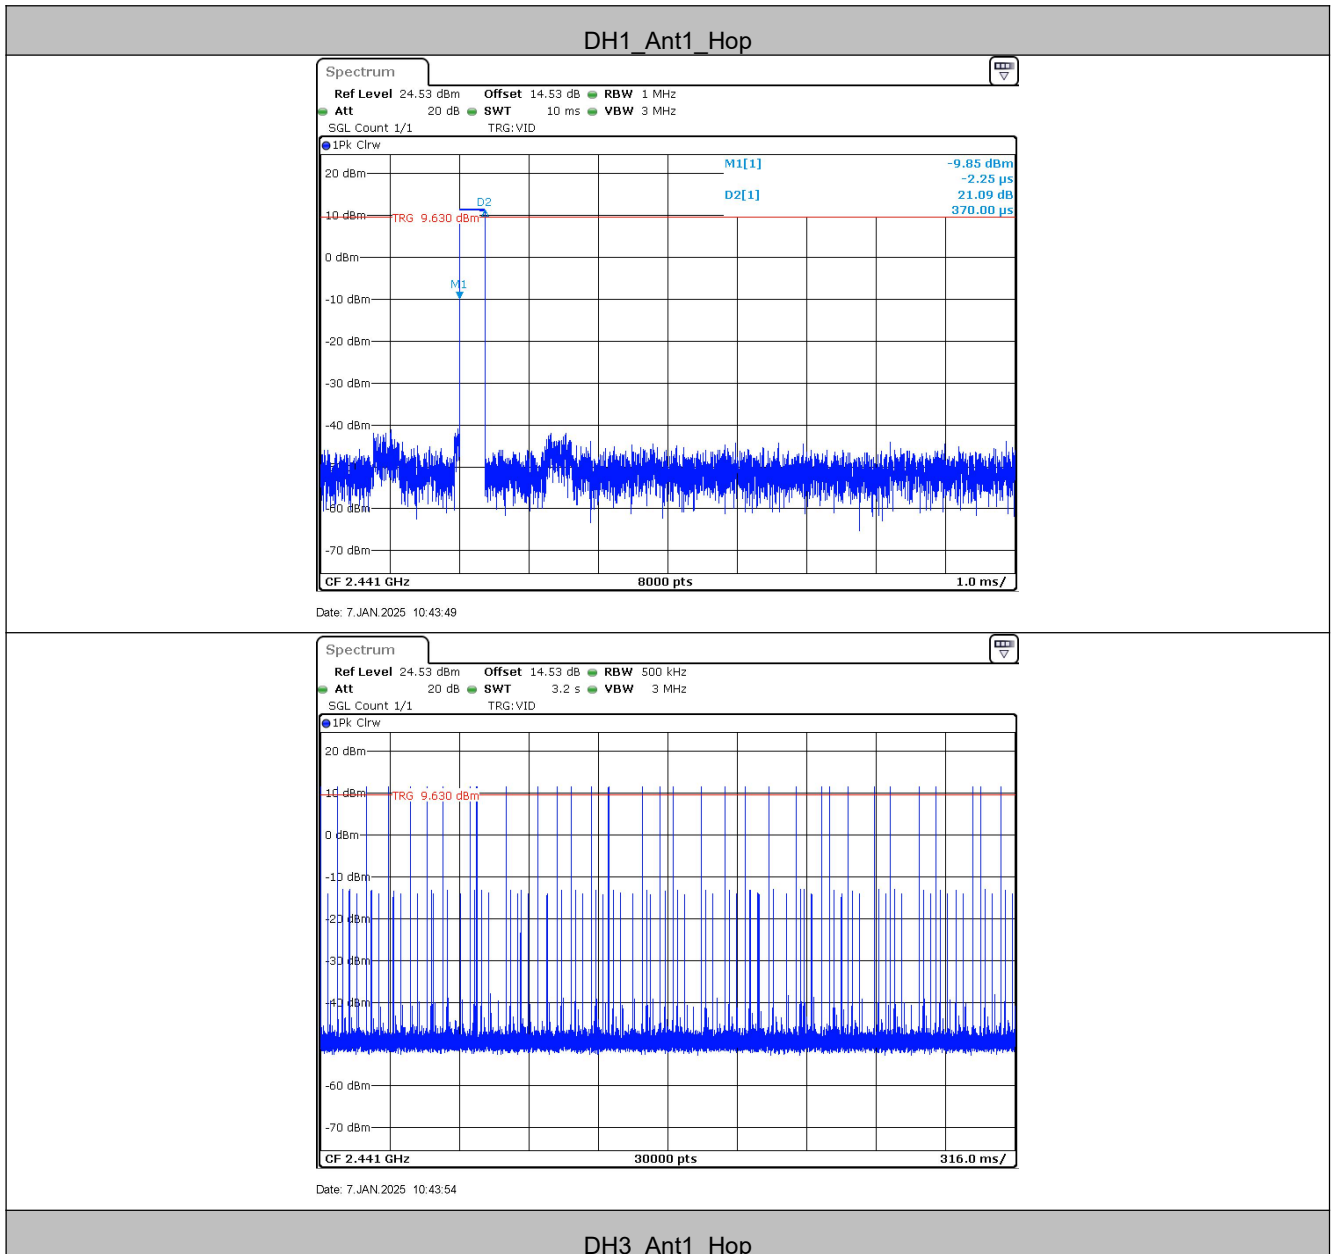 DH1_Ant1_Hop
Spectrum
Ref Level 24.53 dBm Offset 14.53 dB RBW 1 MHz
Att 20 dB SWT 10 ms VBW 3 MHz
SGL Count 1/1 TRG:VID
1Pk Clrw
M1[1] -9.85 dBm
-2.25 µs
20 dBm
D2[1] 21.09 dB
370.00 µs
D2
10 dBm
TRG 9.630 dBm
0 dBm
M1
-10 dBm
-20 dBm
-30 dBm
-40 dBm
-60 dBm
-70 dBm
CF 2.441 GHz 8000 pts 1.0 ms/
Date: 7.JAN.2025 10:43:49
Spectrum
Ref Level 24.53 dBm Offset 14.53 dB RBW 500 kHz
Att 20 dB SWT 3.2 s VBW 3 MHz
SGL Count 1/1 TRG:VID
1Pk Clrw
20 dBm
10 dBm
TRG 9.630 dBm
0 dBm
-10 dBm
-20 dBm
-30 dBm
-40 dBm
-60 dBm
-70 dBm
CF 2.441 GHz 30000 pts 316.0 ms/
Date: 7.JAN.2025 10:43:54
DH3_Ant1_Hop